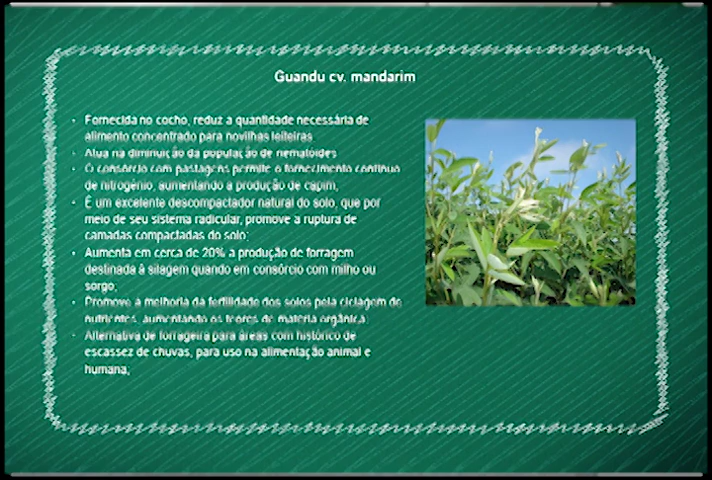 Guandu cv. mandarim
• Fornecida no cocho, reduz a quantidade necessária de
alimento concentrado para novilhas leiteiras
• Atua na diminuição da população de nematóides
• O consórcio com pastagens permite o fornecimento contínuo
de nitrogênio, aumentando a produção de capim;
• É um excelente descompactador natural do solo, que por
meio de seu sistema radicular, promove a ruptura de
camadas compactadas do solo;
• Aumenta em cerca de 20% a produção de forragem
destinada à silagem quando em consórcio com milho ou
sorgo;
• Promove a melhoria da fertilidade dos solos pela ciclagem de
nutrientes, aumentando os teores de matéria orgânica;
• Alternativa de forrageira para áreas com histórico de
escassez de chuvas, para uso na alimentação animal e
humana;